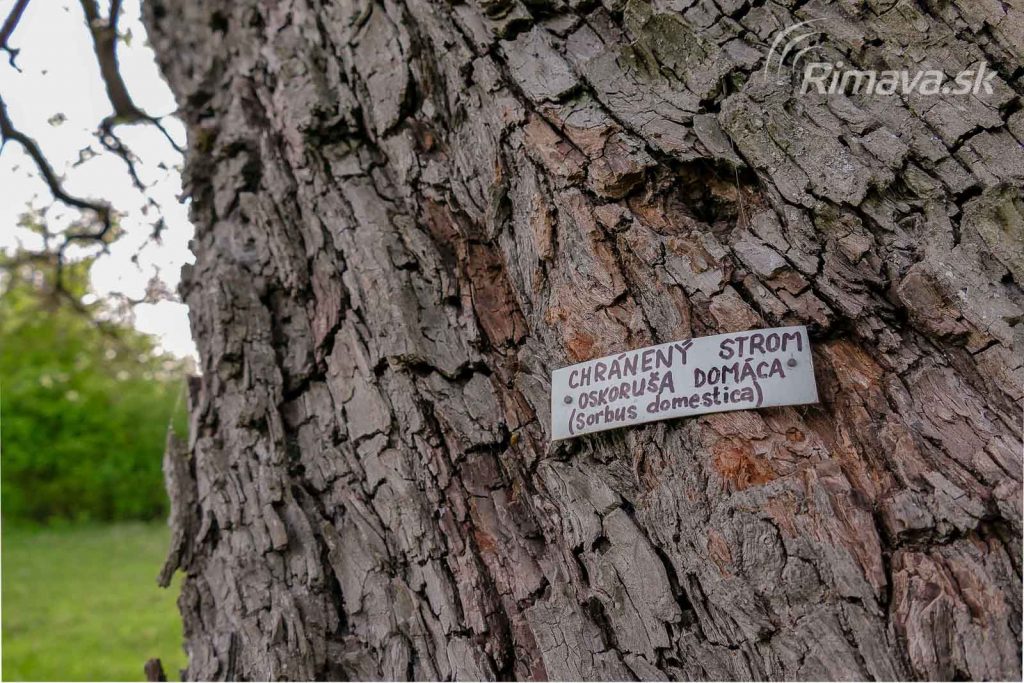 Rimava.sk
CHRÁNENÝ STROM
OSKORUŠA DOMÁCA
(Sorbus domestica)